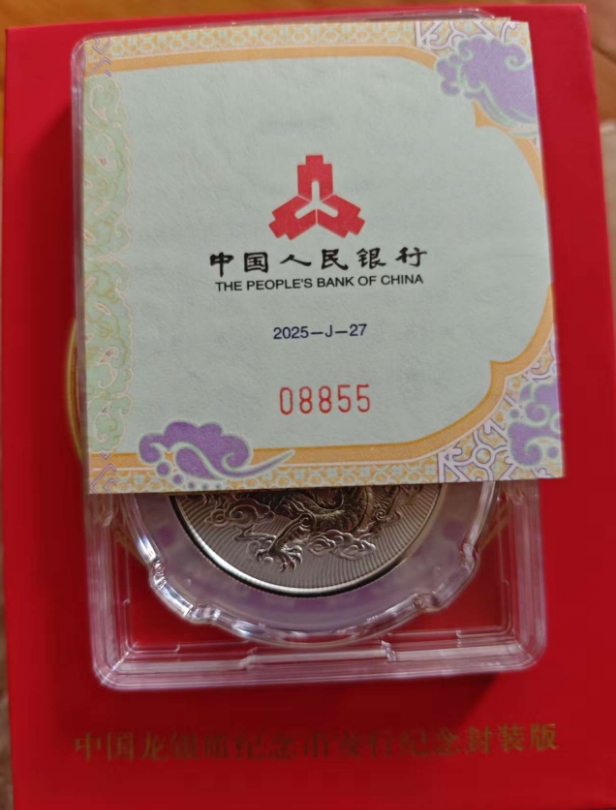 中国人民银行
THE PEOPLE'S BANK OF CHINA
2025—J—27
08855
中国龙银币纪念币发行纪念封装版